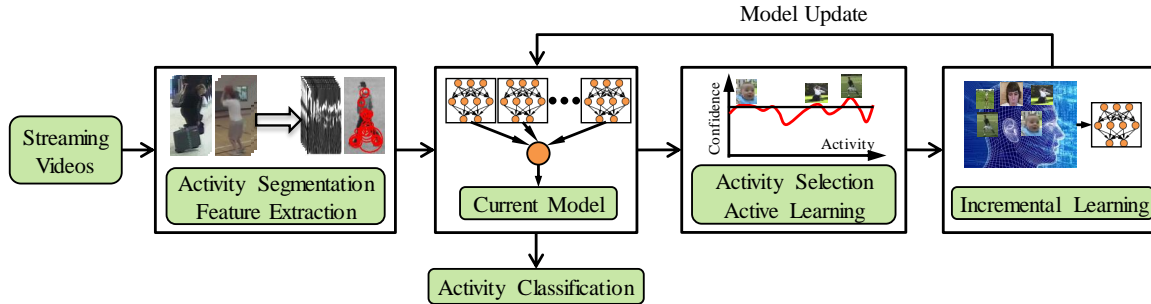 Model Update
Streaming
Videos
Activity Segmentation
Feature Extraction
Current Model
Activity Classification
Confidence
Activity
Activity Selection
Active Learning
Incremental Learning